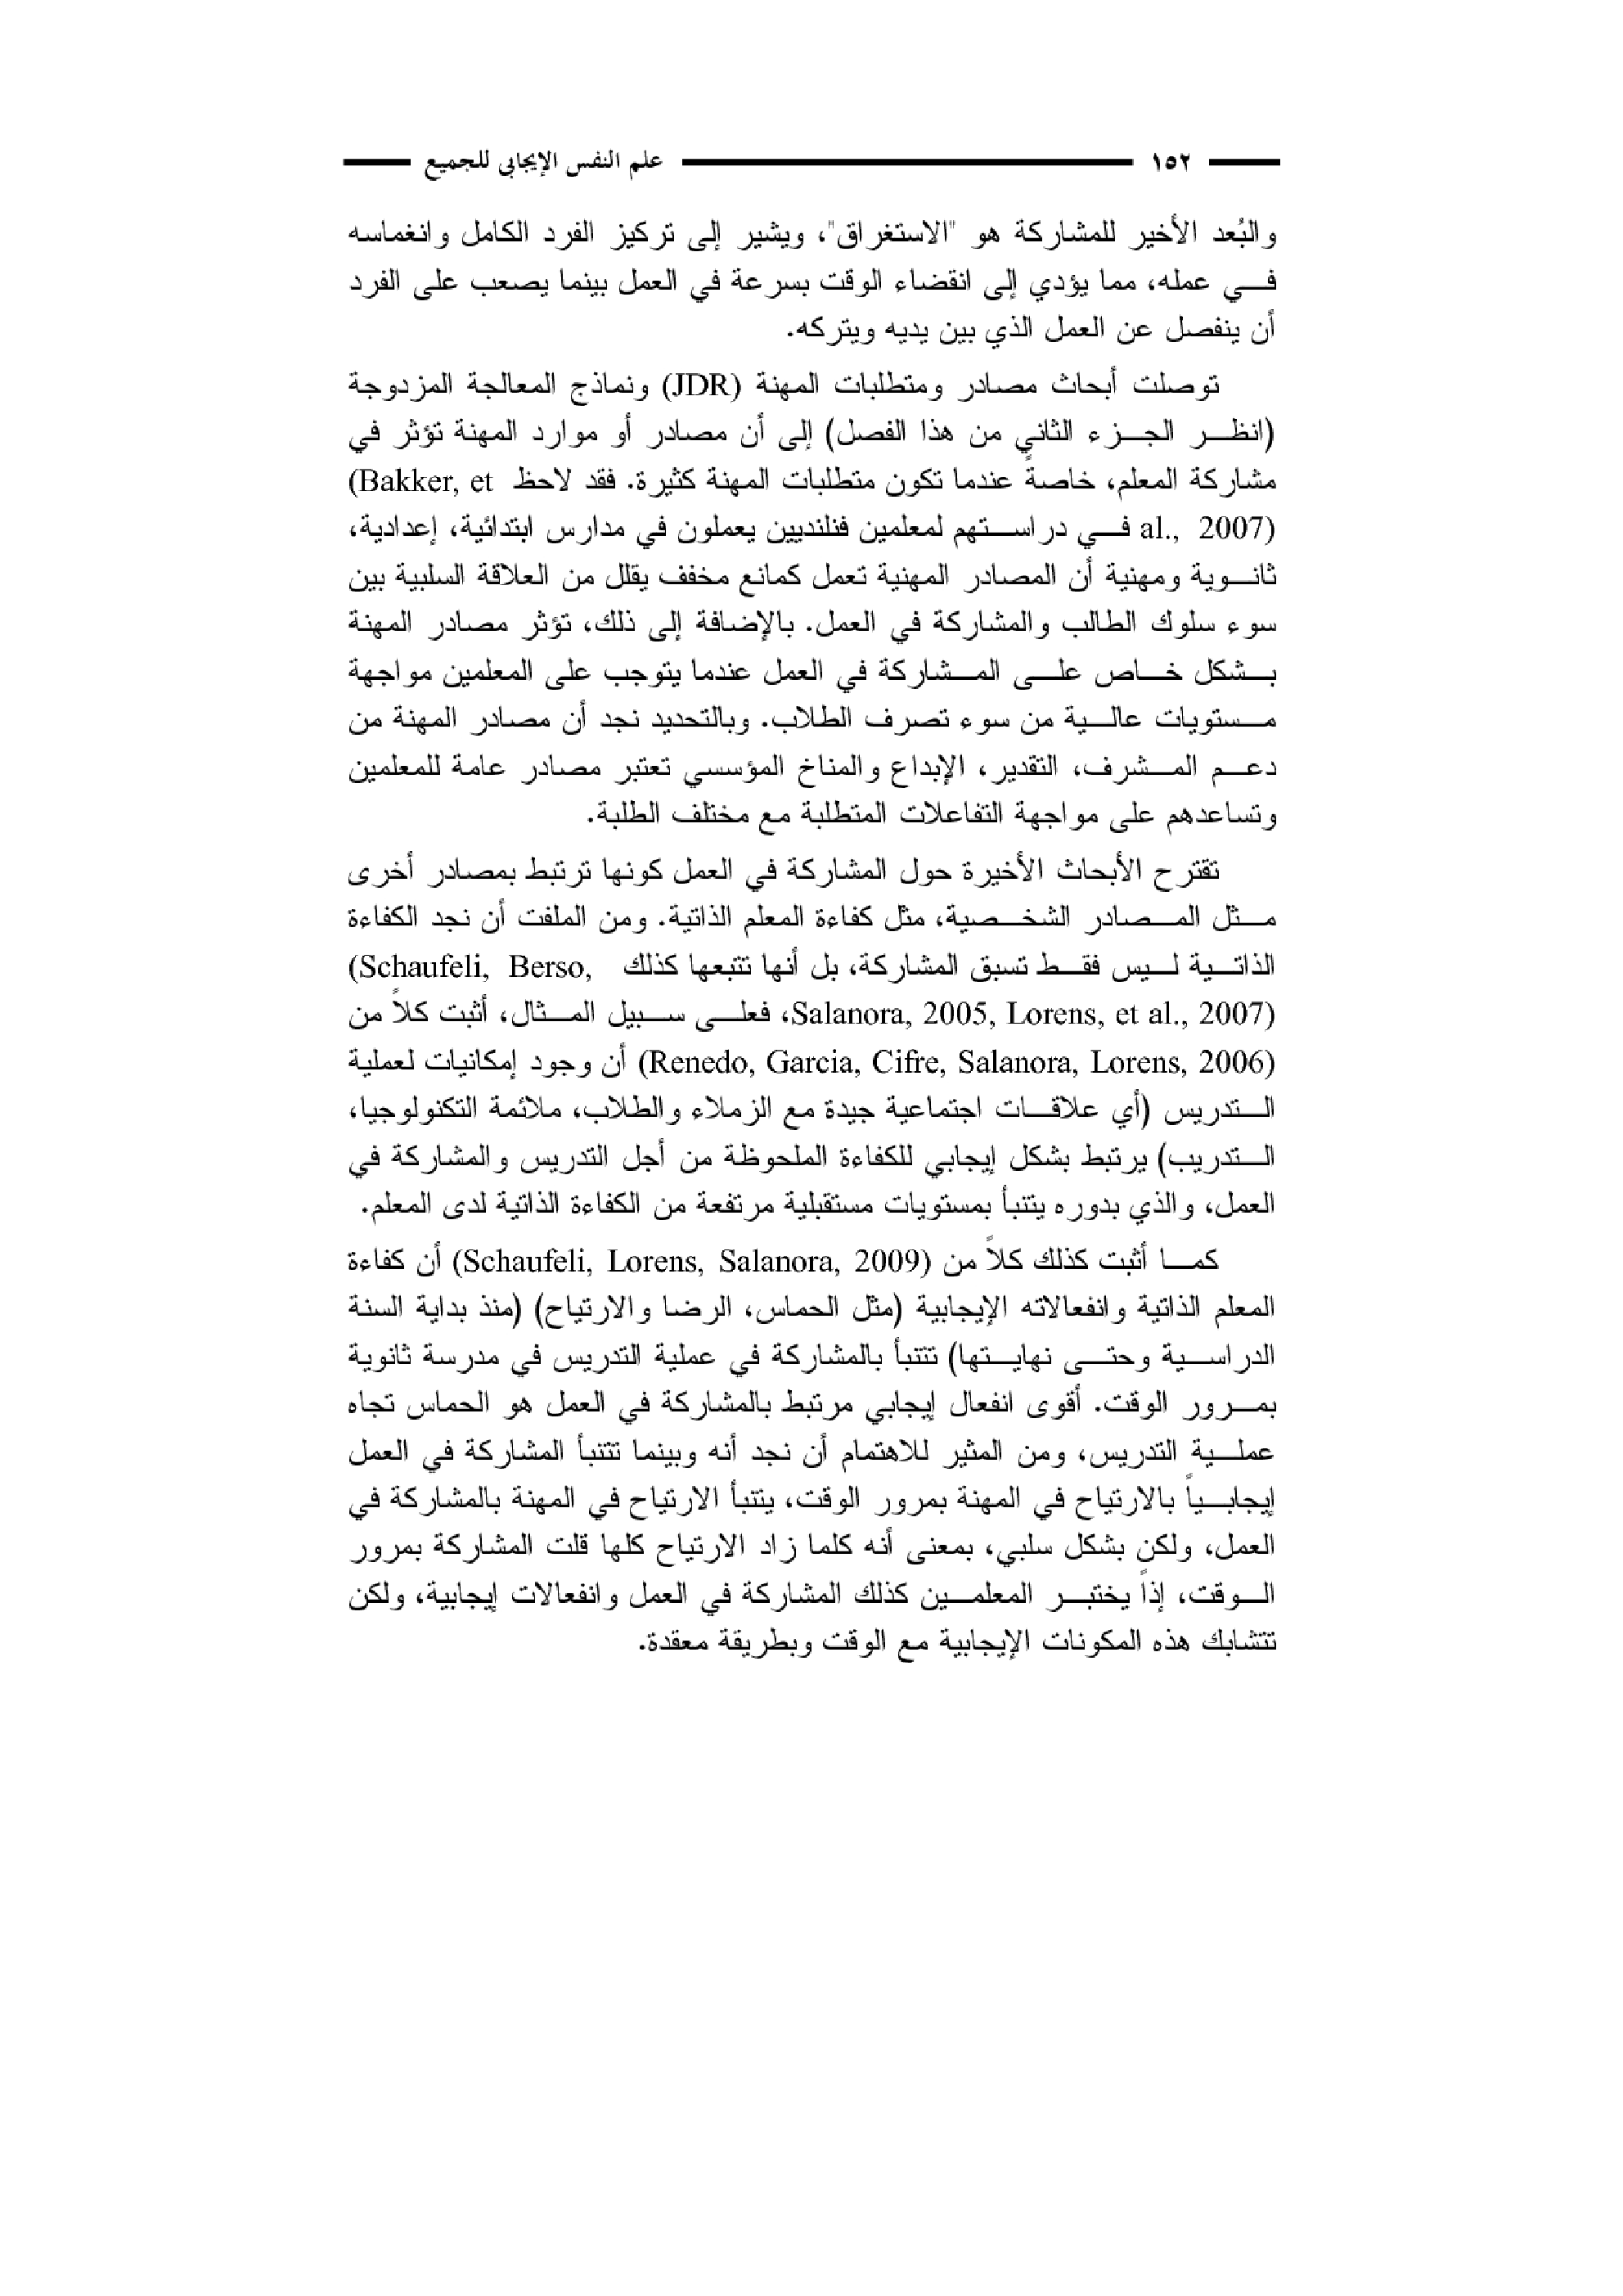 ١٥٢ علم النفس الإيجابي للجميع
والبُعد الأخير للمشاركة هو "الاستغراق"، ويشير إلى تركيز الفرد الكامل وانغماسه
في عمله، مما يؤدي إلى انقضاء الوقت بسرعة في العمل بينما يصعب على الفرد
أن ينفصل عن العمل الذي بين يديه ويتركه.
توصلت أبحاث مصادر ومتطلبات المهنة (JDR) ونماذج المعالجة المزدوجة
(انظر الجزء الثاني من هذا الفصل) إلى أن مصادر أو موارد المهنة تؤثر في
مشاركة المعلم، خاصةً عندما تكون متطلبات المهنة كثيرة. فقد لاحظ (Bakker, et
al., 2007) في دراستهم لمعلمين فنلنديين يعملون في مدارس ابتدائية، إعدادية،
ثانوية ومهنية أن المصادر المهنية تعمل كمانع مخفف يقلل من العلاقة السلبية بين
سوء سلوك الطالب والمشاركة في العمل. بالإضافة إلى ذلك، تؤثر مصادر المهنة
بشكل خاص على المشاركة في العمل عندما يتوجب على المعلمين مواجهة
مستويات عالية من سوء تصرف الطلاب. وبالتحديد نجد أن مصادر المهنة من
دعم المشرف، التقدير، الإبداع والمناخ المؤسسي تعتبر مصادر عامة للمعلمين
وتساعدهم على مواجهة التفاعلات المتطلبة مع مختلف الطلبة.
تقترح الأبحاث الأخيرة حول المشاركة في العمل كونها ترتبط بمصادر أخرى
مثل المصادر الشخصية، مثل كفاءة المعلم الذاتية. ومن الملفت أن نجد الكفاءة
الذاتية ليس فقط تسبق المشاركة، بل أنها تتبعها كذلك (Schaufeli, Berso,
Salanora, 2005, Lorens, et al., 2007)، فعلى سبيل المثال، أثبت كلاً من
(Renedo, Garcia, Cifre, Salanora, Lorens, 2006) أن وجود إمكانيات لعملية
التدريس (أي علاقات اجتماعية جيدة مع الزملاء والطلاب، ملائمة التكنولوجيا،
التدريب) يرتبط بشكل إيجابي للكفاءة الملحوظة من أجل التدريس والمشاركة في
العمل، والذي بدوره يتنبأ بمستويات مستقبلية مرتفعة من الكفاءة الذاتية لدى المعلم.
كما أثبت كذلك كلاً من (Schaufeli, Lorens, Salanora, 2009) أن كفاءة
المعلم الذاتية وانفعالاته الإيجابية (مثل الحماس، الرضا والارتياح) (منذ بداية السنة
الدراسية وحتى نهايتها) تتنبأ بالمشاركة في عملية التدريس في مدرسة ثانوية
بمرور الوقت. أقوى انفعال إيجابي مرتبط بالمشاركة في العمل هو الحماس تجاه
عملية التدريس، ومن المثير للاهتمام أن نجد أنه وبينما تتنبأ المشاركة في العمل
إيجابياً بالارتياح في المهنة بمرور الوقت، يتنبأ الارتياح في المهنة بالمشاركة في
العمل، ولكن بشكل سلبي، بمعنى أنه كلما زاد الارتياح كلها قلت المشاركة بمرور
الوقت، إذاً يختبر المعلمين كذلك المشاركة في العمل وانفعالات إيجابية، ولكن
تتشابك هذه المكونات الإيجابية مع الوقت وبطريقة معقدة.